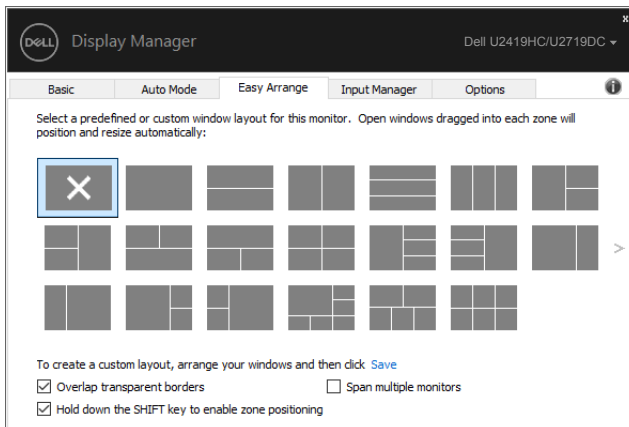 x
DELL Display Manager Dell U2419HC/U2719DC
Basic Auto Mode Easy Arrange Input Manager Options i
Select a predefined or custom window layout for this monitor. Open windows dragged into each zone will
position and resize automatically:
>
To create a custom layout, arrange your windows and then click Save
Overlap transparent borders Span multiple monitors
Hold down the SHIFT key to enable zone positioning